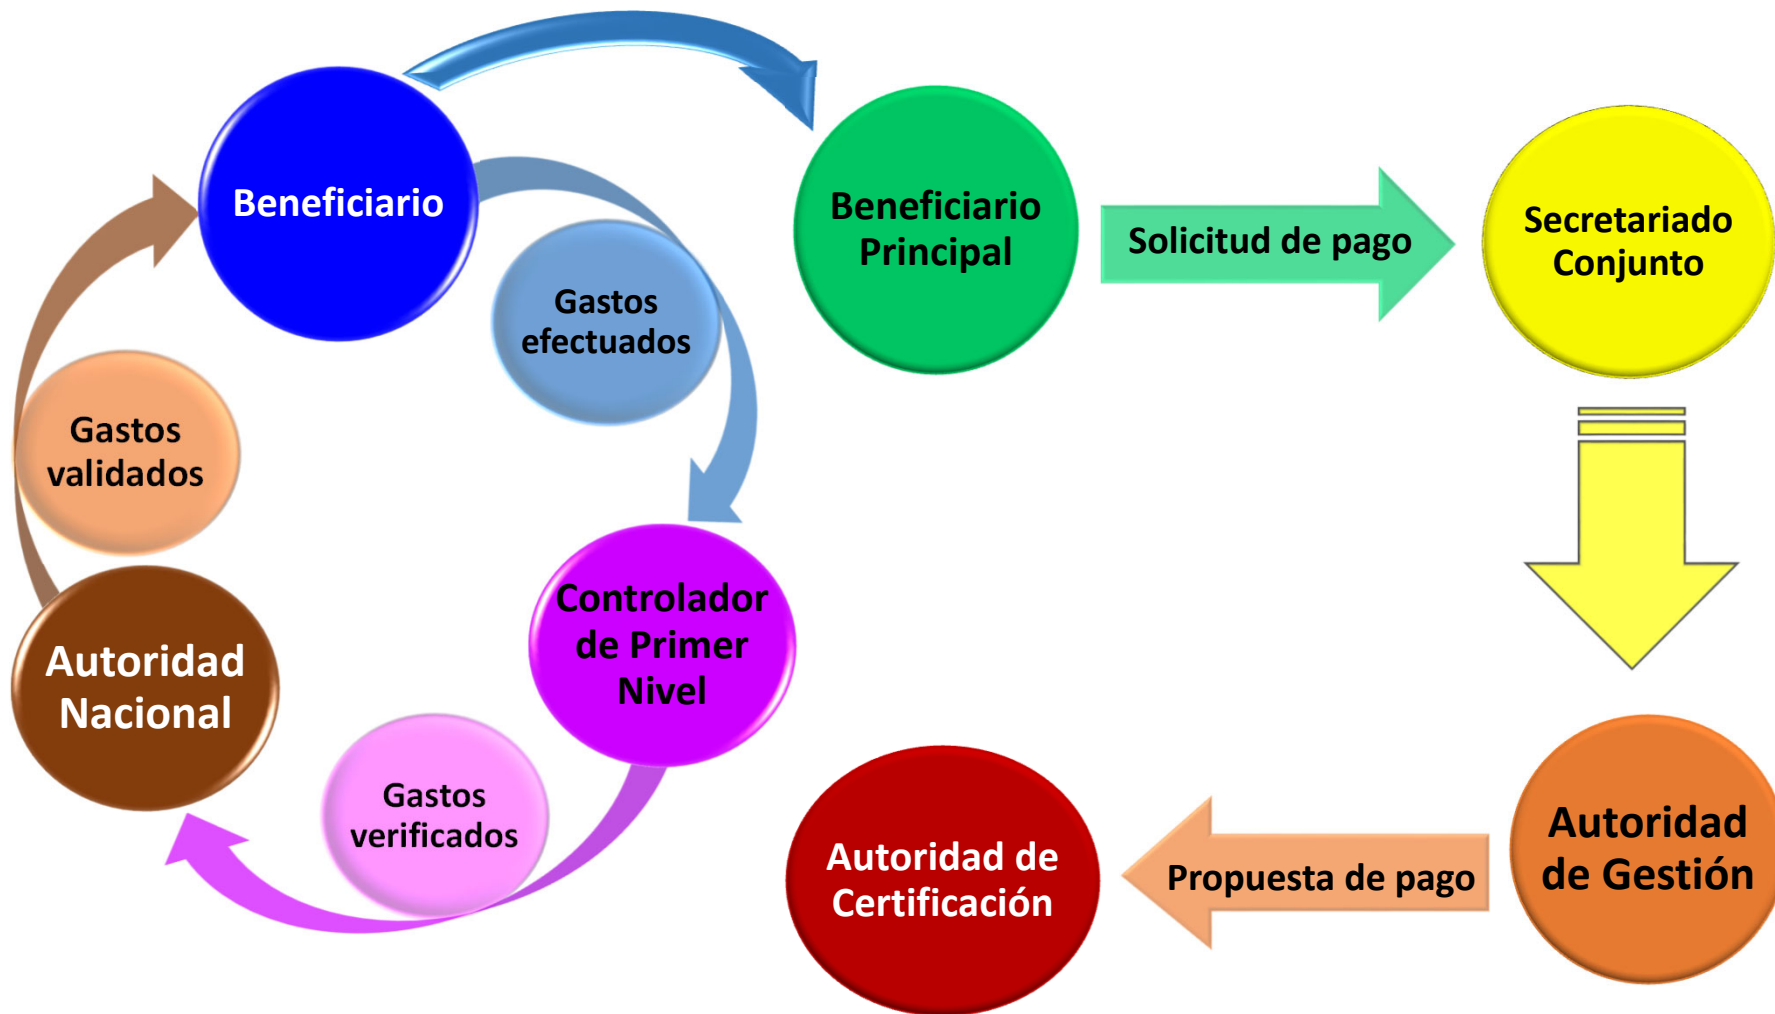 Beneficiario
Beneficiario
Principal
Solicitud de pago
Secretariado
Conjunto
Gastos
efectuados
Gastos
validados
Controlador
de Primer
Nivel
Autoridad
Nacional
Gastos
verificados
Autoridad de
Certificación
Propuesta de pago
Autoridad
de Gestión